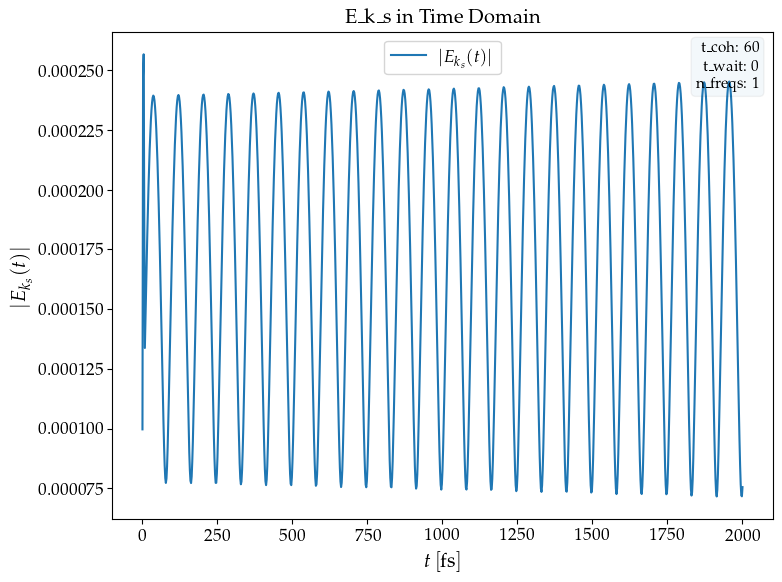 E_k_s in Time Domain
|E_{k_s}(t)|
t_coh: 60
t_wait: 0
n_freqs: 1
|E_{k_s}(t)|
0.000250
0.000225
0.000200
0.000175
0.000150
0.000125
0.000100
0.000075
0 250 500 750 1000 1250 1500 1750 2000
t [fs]